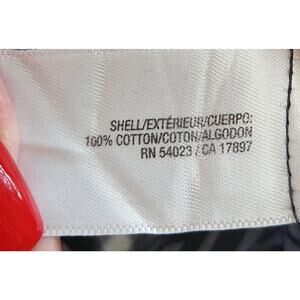 SHELL/EXTÉRIEUR/CUERPO:
100% COTTON/COTON/ALGODON
RN 54023 / CA 17897